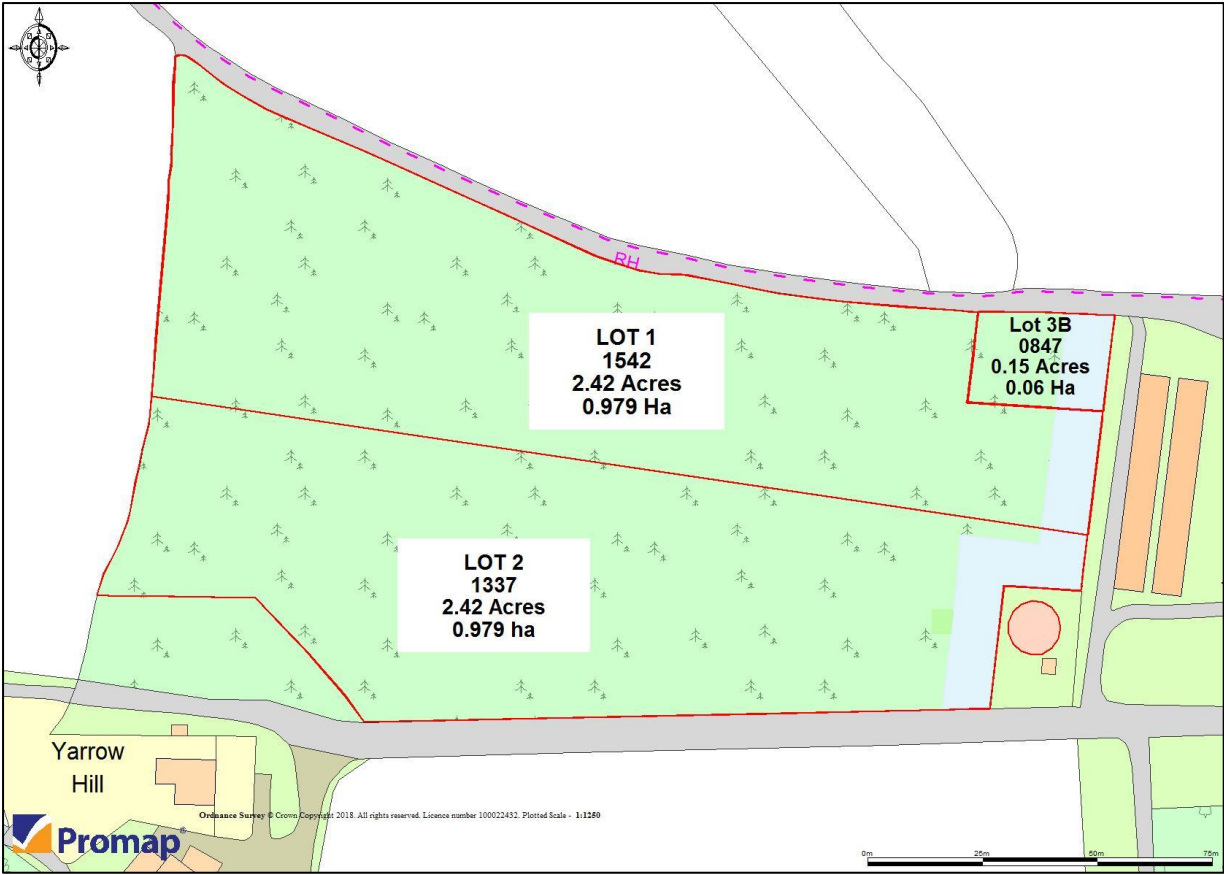 RH
LOT 1
1542
2.42 Acres
0.979 Ha
Lot 3B
0847
0.15 Acres
0.06 Ha
LOT 2
1337
2.42 Acres
0.979 ha
Yarrow
Hill
Ordnance Survey © Crown Copyright 2018. All rights reserved. Licence number 100022432. Plotted Scale - 1:1250
Promap®
0m 25m 50m 75m